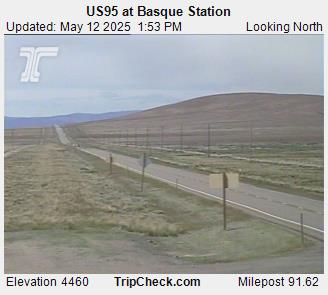 US95 at Basque Station
Updated: May 12 2025 1:53 PM Looking North
Elevation 4460 TripCheck.com Milepost 91.62